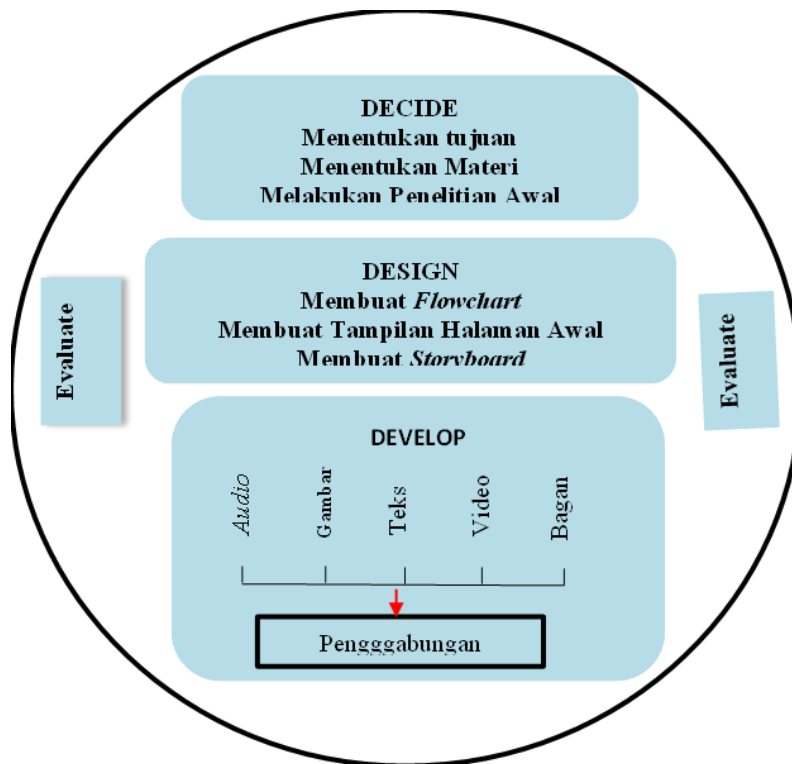 DECIDE
Menentukan tujuan
Menentukan Materi
Melakukan Penelitian Awal
DESIGN
Membuat Flowchart
Membuat Tampilan Halaman Awal
Membuat Storyboard
Evaluate
Evaluate
DEVELOP
Audio
Gambar
Teks
Video
Bagan
Pengggabungan